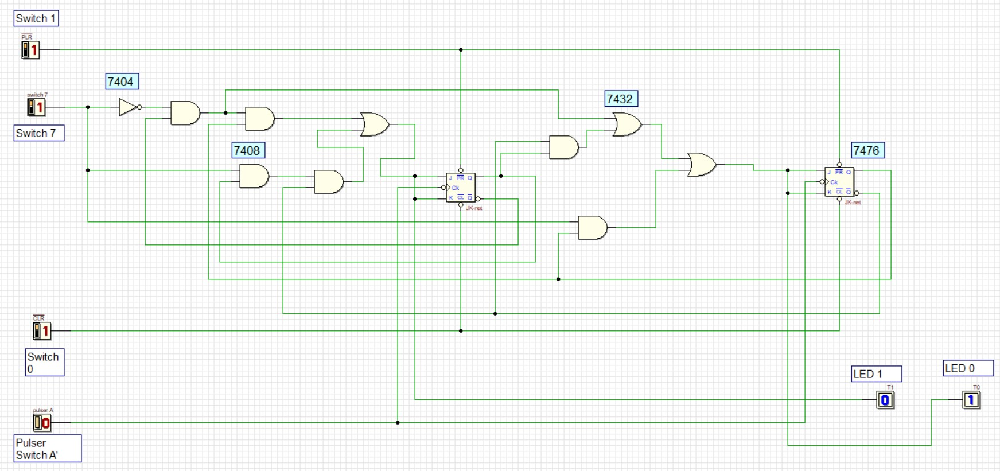 Switch 1
PLR
1
7404
switch 7
1
Switch 7
7408
7432
7476
J PR Q
Ck
K CL Q
JK-net
J PR Q
Ck
K CL Q
JK-net
CLR
1
Switch
0
LED 1
LED 0
T1
0
T0
1
pulser A
0
Pulser
Switch A'